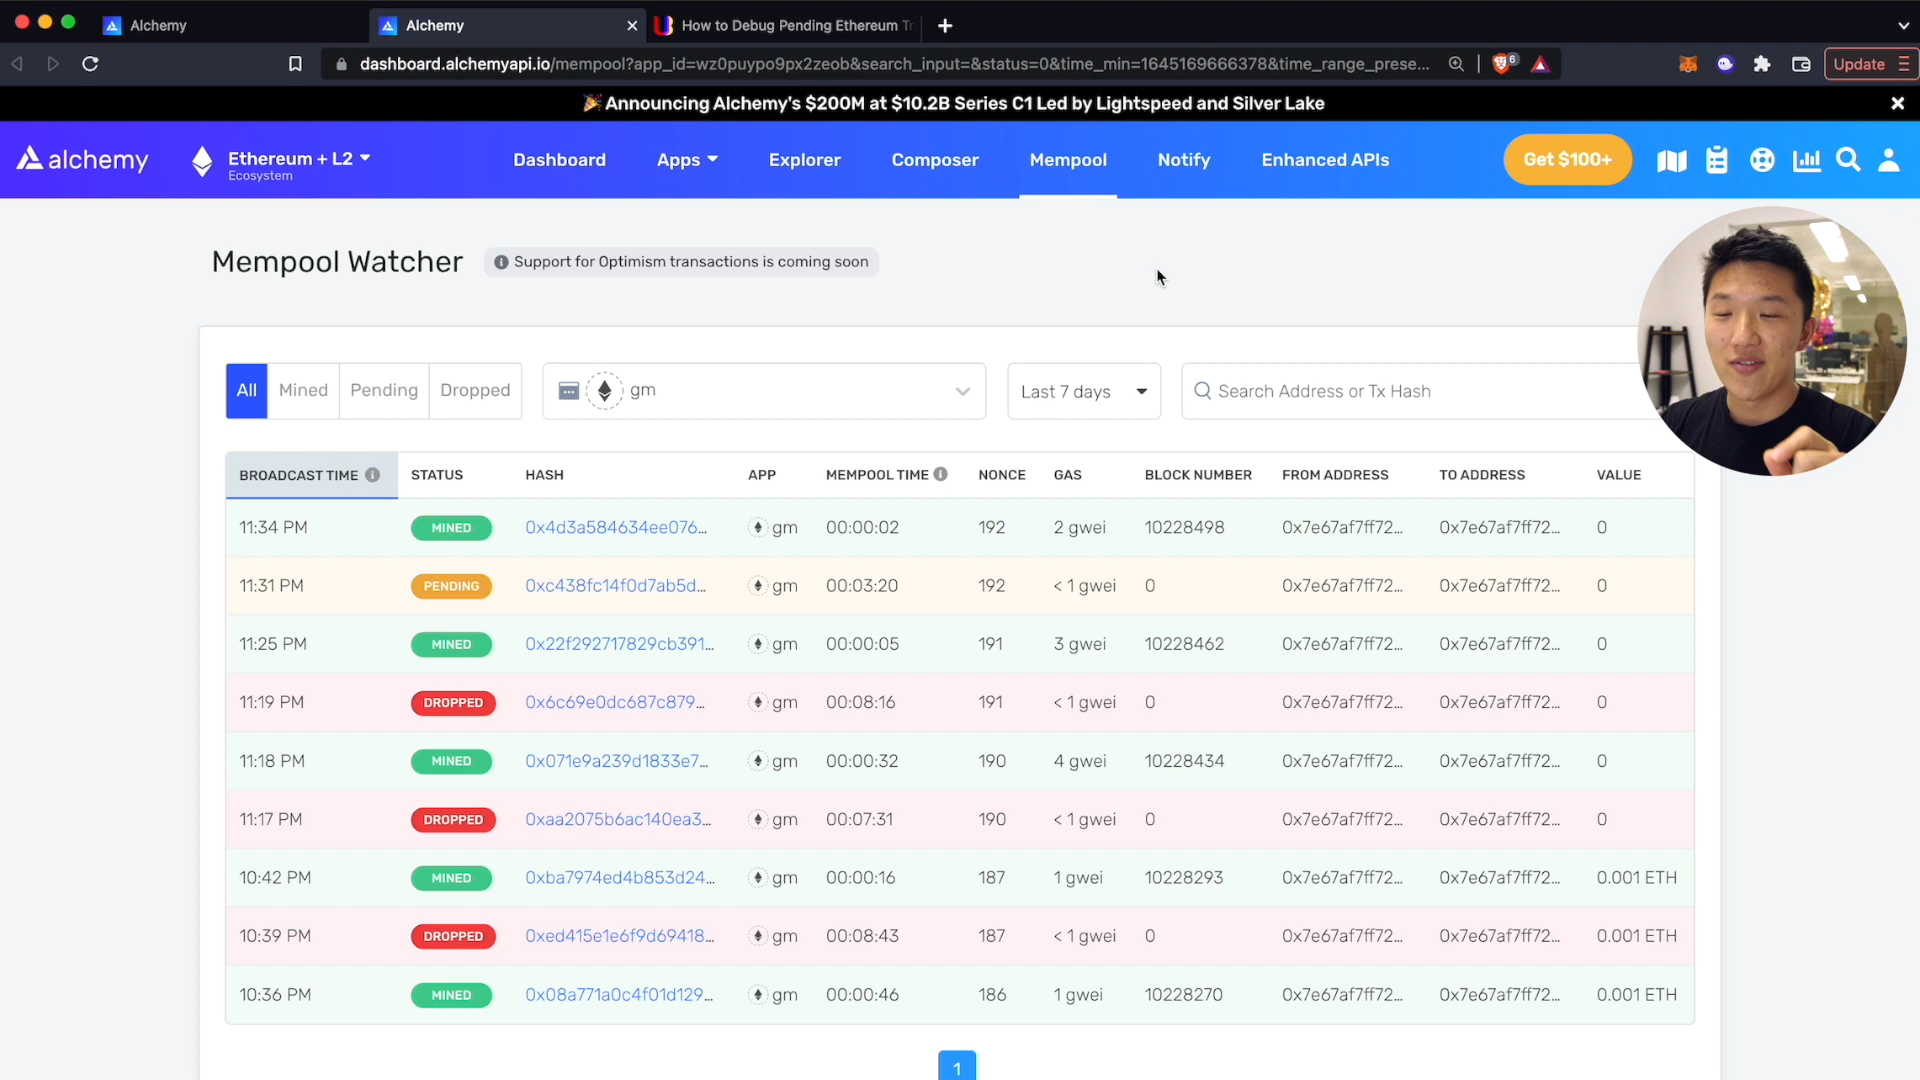 Alchemy
Alchemy
How to Debug Pending Ethereum Tr
dashboard.alchemyapi.io/mempool?app_id=wz0puypo9px2zeob&search_input=&status=0&time_min=1645169666378&time_range_prese...
6
Update
🎉 Announcing Alchemy's $200M at $10.2B Series C1 Led by Lightspeed and Silver Lake
alchemy
Ethereum + L2
Ecosystem
Dashboard
Apps
Explorer
Composer
Mempool
Notify
Enhanced APIs
Get $100+
Mempool Watcher
Support for Optimism transactions is coming soon
All Mined Pending Dropped
gm
Last 7 days
Search Address or Tx Hash
BROADCAST TIME STATUS HASH APP MEMPOOL TIME NONCE GAS BLOCK NUMBER FROM ADDRESS TO ADDRESS VALUE
11:34 PM MINED 0x4d3a584634ee076... gm 00:00:02 192 2 gwei 10228498 0x7e67af7ff72... 0x7e67af7ff72... 0
11:31 PM PENDING 0xc438fc14f0d7ab5d... gm 00:03:20 192 < 1 gwei 0 0x7e67af7ff72... 0x7e67af7ff72... 0
11:25 PM MINED 0x22f292717829cb391... gm 00:00:05 191 3 gwei 10228462 0x7e67af7ff72... 0x7e67af7ff72... 0
11:19 PM DROPPED 0x6c69e0dc687c879... gm 00:08:16 191 < 1 gwei 0 0x7e67af7ff72... 0x7e67af7ff72... 0
11:18 PM MINED 0x071e9a239d1833e7... gm 00:00:32 190 4 gwei 10228434 0x7e67af7ff72... 0x7e67af7ff72... 0
11:17 PM DROPPED 0xaa2075b6ac140ea3... gm 00:07:31 190 < 1 gwei 0 0x7e67af7ff72... 0x7e67af7ff72... 0
10:42 PM MINED 0xba7974ed4b853d24... gm 00:00:16 187 1 gwei 10228293 0x7e67af7ff72... 0x7e67af7ff72... 0.001 ETH
10:39 PM DROPPED 0xed415e1e6f9d69418... gm 00:08:43 187 < 1 gwei 0 0x7e67af7ff72... 0x7e67af7ff72... 0.001 ETH
10:36 PM MINED 0x08a771a0c4f01d129... gm 00:00:46 186 1 gwei 10228270 0x7e67af7ff72... 0x7e67af7ff72... 0.001 ETH
1